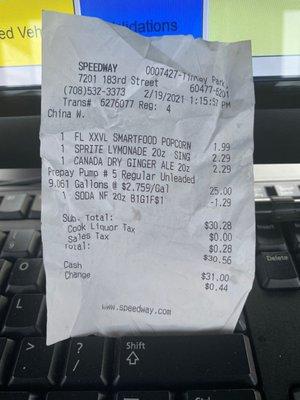 ed Veh
Validations
SPEEDWAY 0007427-Tinley Park,
7201 183rd Street 60477-5201
(708)532-3373 2/19/2021 1:15:57 PM
Trans# 6276077 Reg: 4
China W.
1 FL XXVL SMARTFOOD POPCORN 1.99
1 SPRITE LYMONADE 20z SING 2.29
1 CANADA DRY GINGER ALE 20z 2.29
Prepay Pump # 5 Regular Unleaded
9.061 Gallons # $2.759/Gal 25.00
1 SODA NF 20z B1G1F$1 -1.29
Sub. Total: $30.28
Cook Liquor Tax $0.00
Sales Tax $0.28
Total: $30.56
Cash $31.00
Change $0.44
www.speedway.com
Delete
Shift